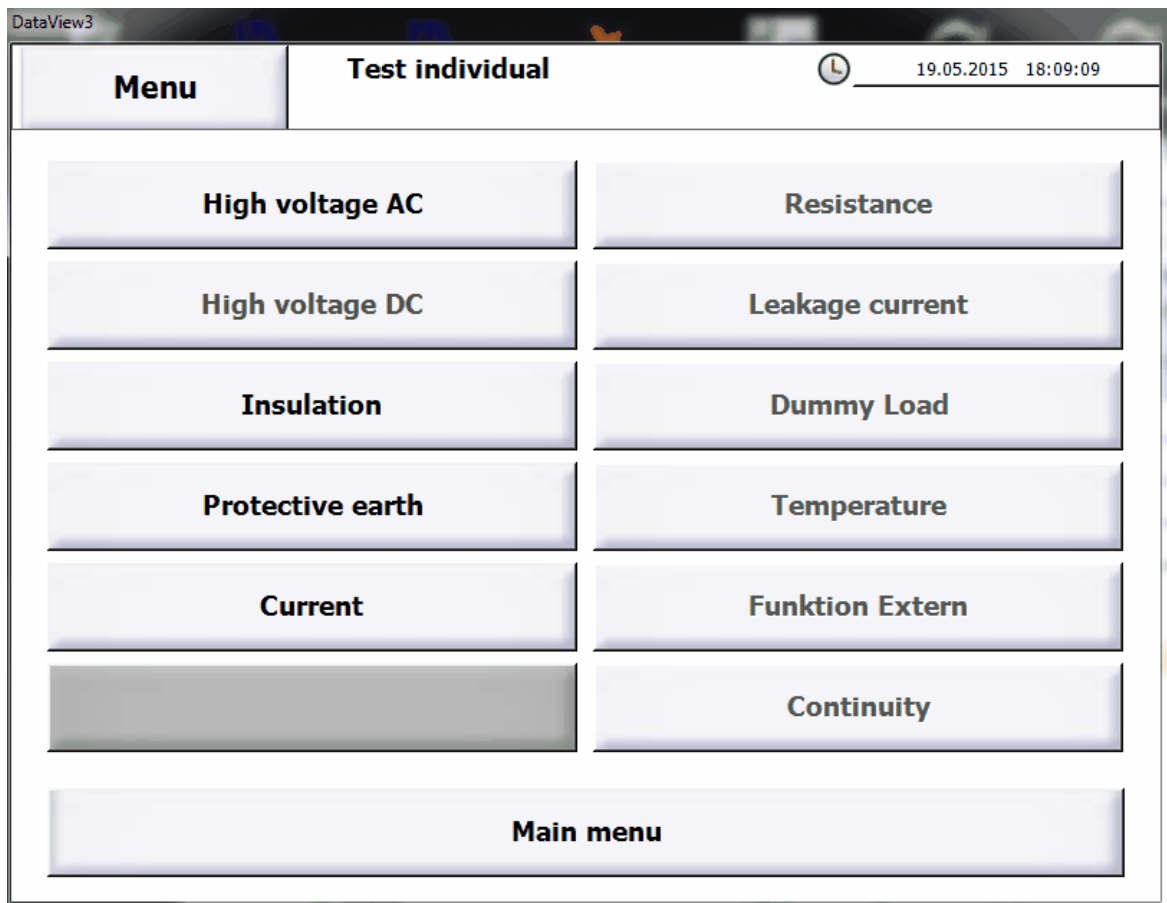 DataView3
Menu
Test individual
19.05.2015 18:09:09
High voltage AC
Resistance
High voltage DC
Leakage current
Insulation
Dummy Load
Protective earth
Temperature
Current
Funktion Extern
Continuity
Main menu